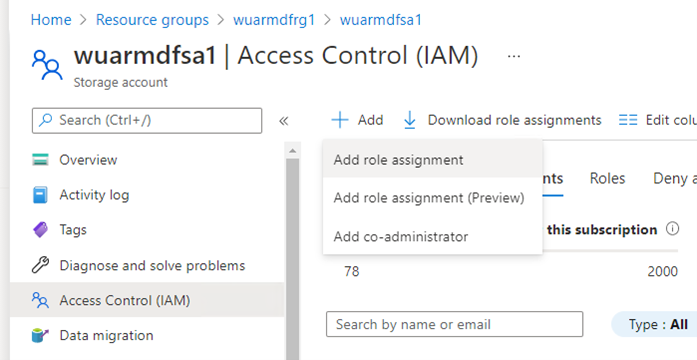 Home > Resource groups > wuarmdfrg1 > wuarmdfsa1
wuarmdfsa1 | Access Control (IAM) ...
Storage account
Search (Ctrl+/) «
Overview
Activity log
Tags
Diagnose and solve problems
Access Control (IAM)
Data migration
+ Add Download role assignments Edit colu
Add role assignment
Add role assignment (Preview)
Add co-administrator
nts Roles Deny a
this subscription
78 2000
Search by name or email Type : All